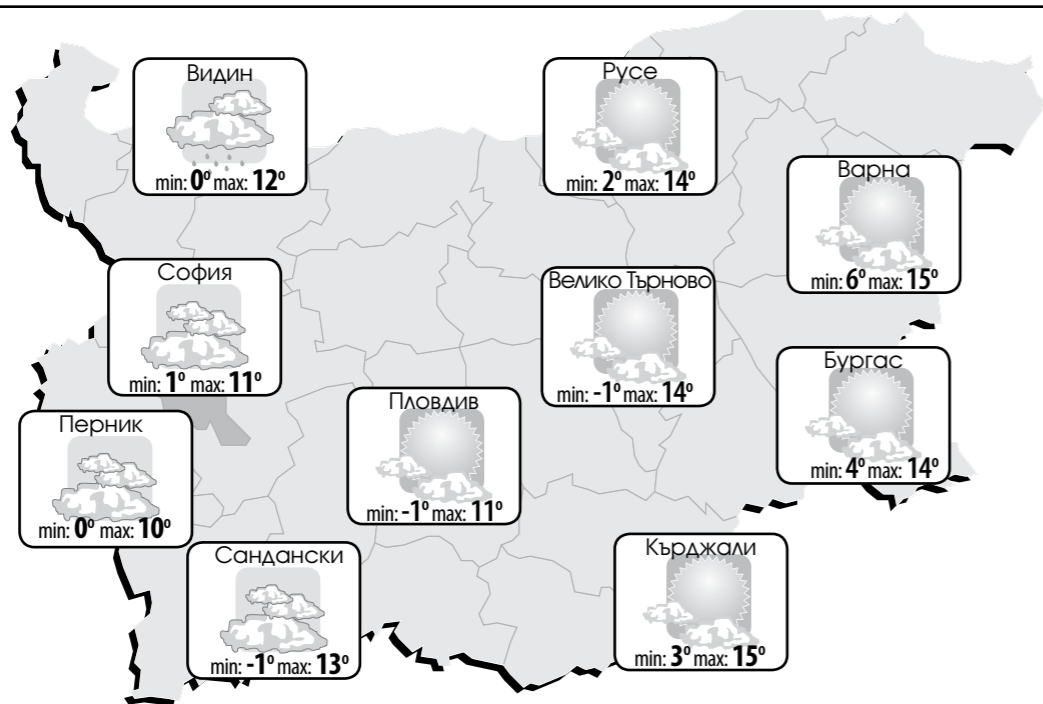 Видин
min: 0° max: 12°
Русе
min: 2° max: 14°
Варна
min: 6° max: 15°
София
min: 1° max: 11°
Велико Търново
min: -1° max: 14°
Бургас
min: 4° max: 14°
Пловдив
min: -1° max: 11°
Перник
min: 0° max: 10°
Сандански
min: -1° max: 13°
Кърджали
min: 3° max: 15°